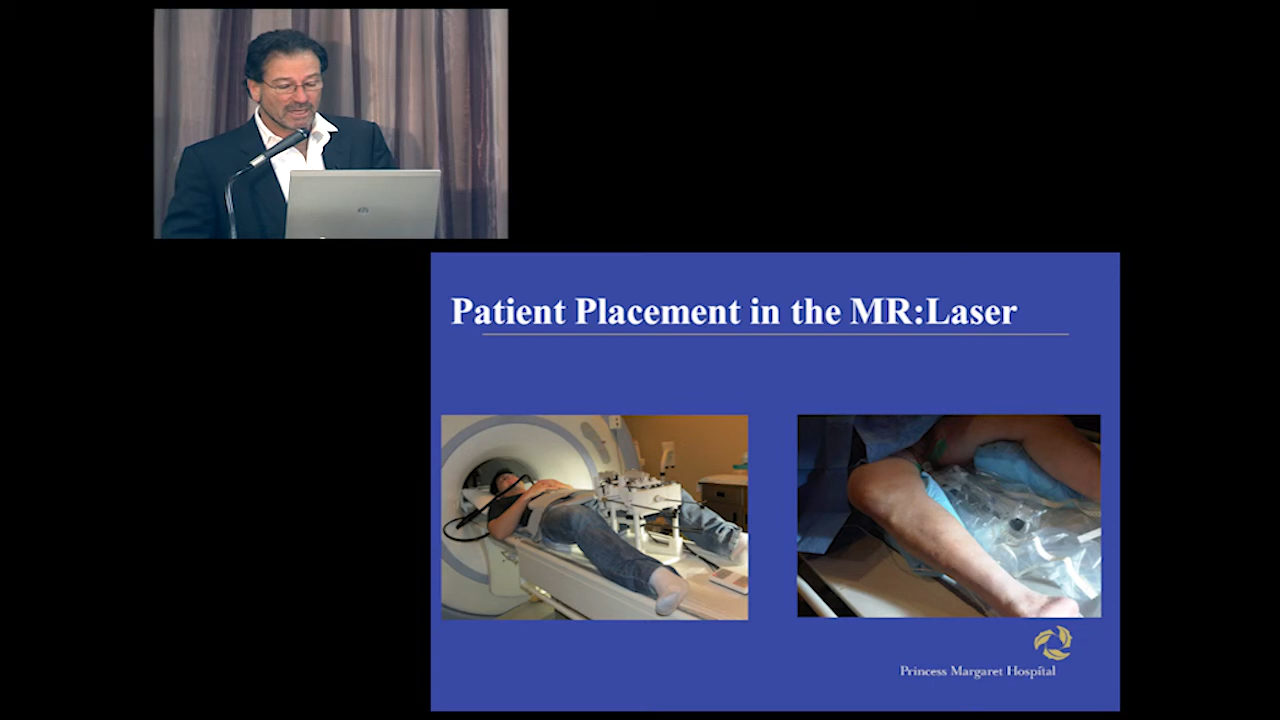 Patient Placement in the MR:Laser
Princess Margaret Hospital